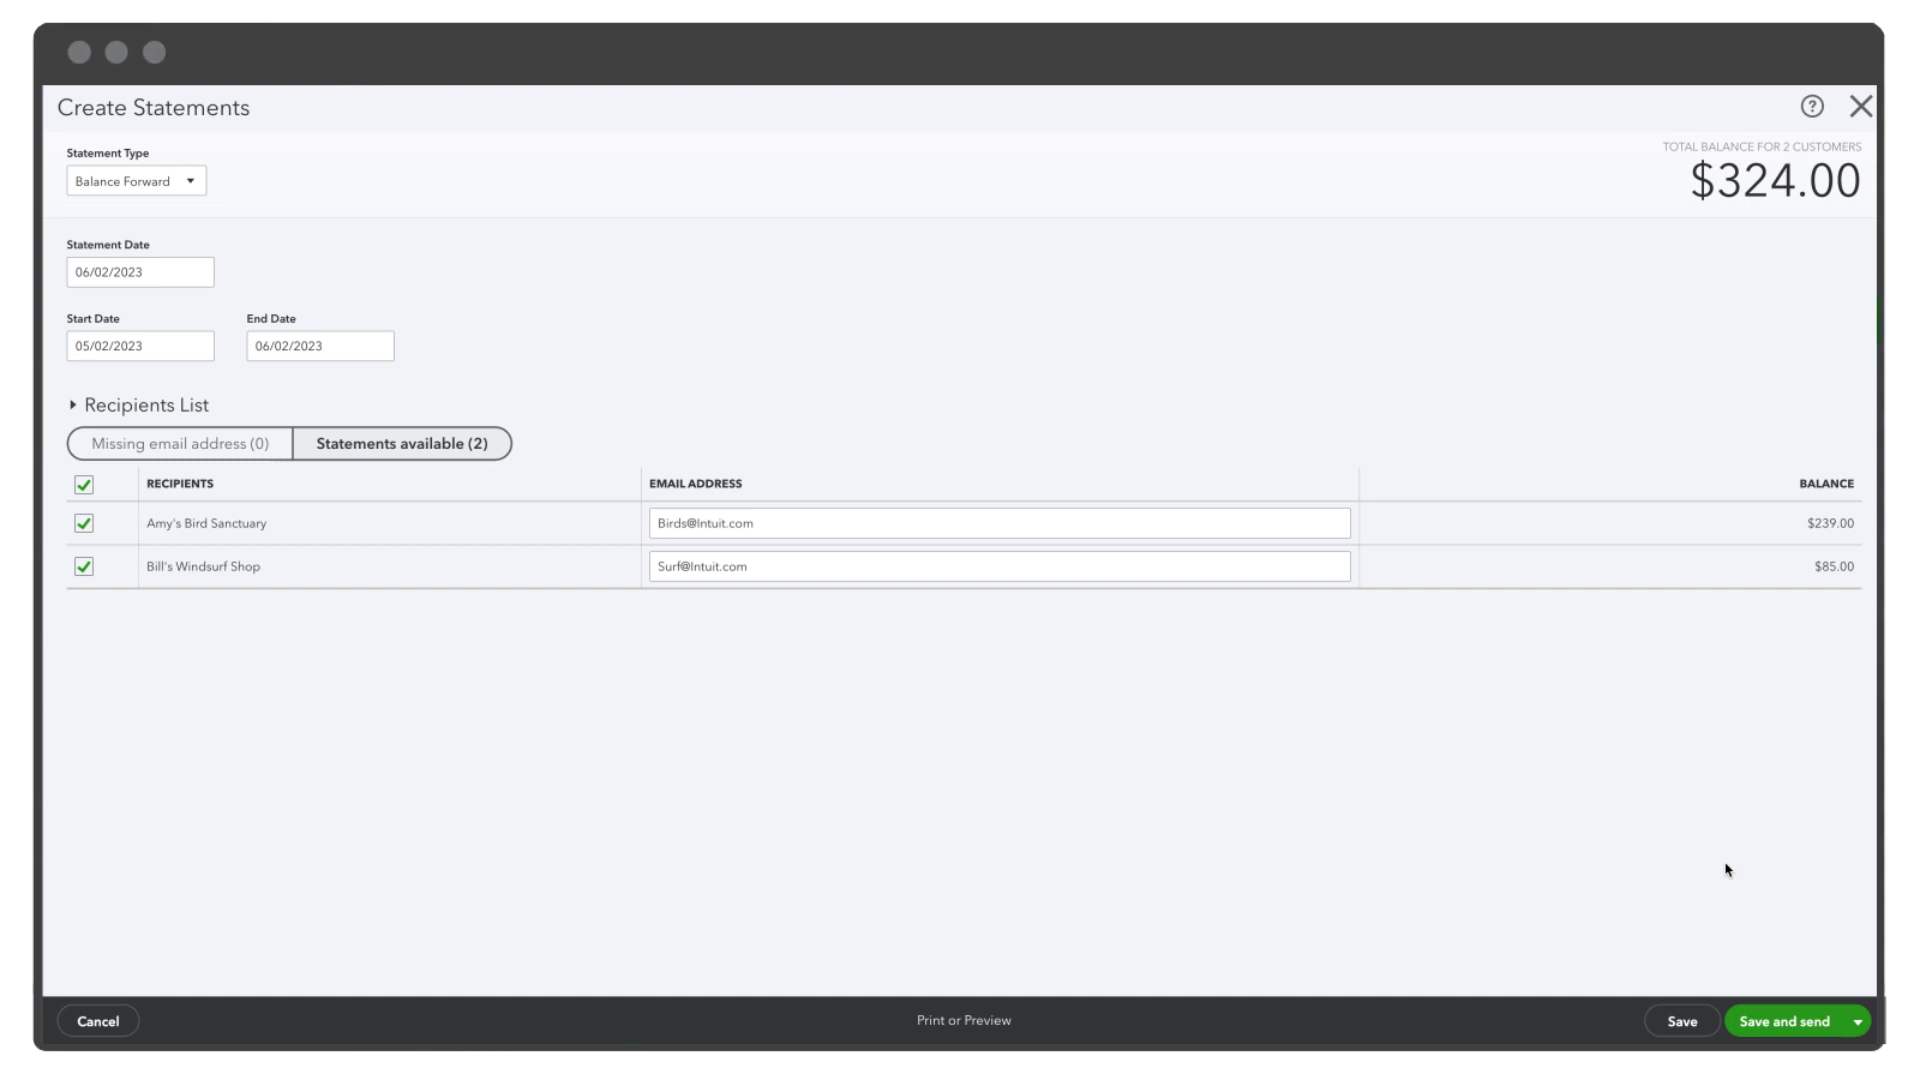 Create Statements
?
Statement Type
Balance Forward
TOTAL BALANCE FOR 2 CUSTOMERS
$324.00
Statement Date
06/02/2023
Start Date End Date
05/02/2023 06/02/2023
Recipients List
Missing email address (0) Statements available (2)
RECIPIENTS EMAIL ADDRESS BALANCE
Amy's Bird Sanctuary Birds@Intuit.com $239.00
Bill's Windsurf Shop Surf@Intuit.com $85.00
Cancel Print or Preview Save Save and send